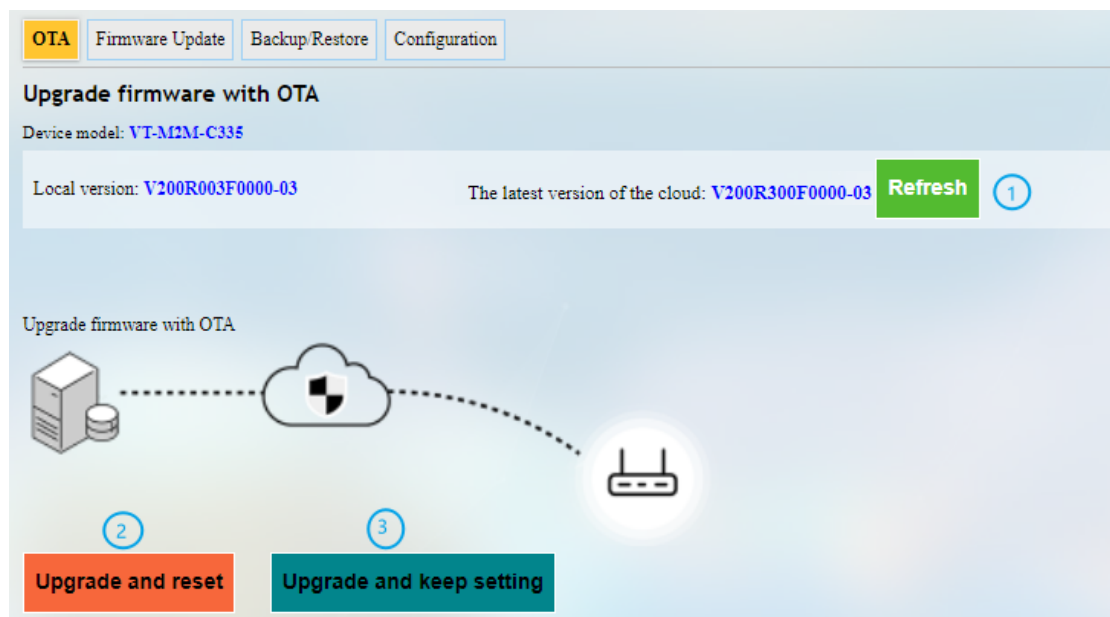 OTA Firmware Update Backup/Restore Configuration
Upgrade firmware with OTA
Device model: VT-M2M-C335
Local version: V200R003F0000-03 The latest version of the cloud: V200R300F0000-03 Refresh 1
Upgrade firmware with OTA
2 3
Upgrade and reset Upgrade and keep setting